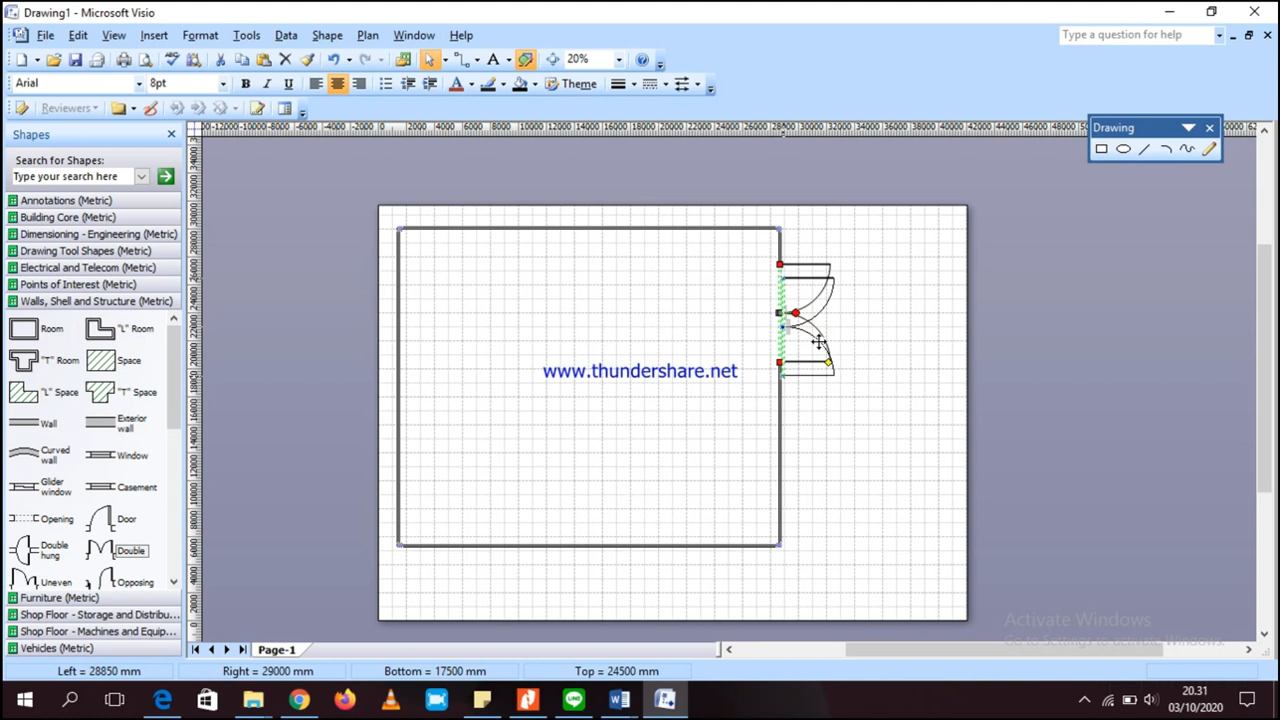 Drawing1 - Microsoft Visio
File Edit View Insert Format Tools Data Shape Plan Window Help
Type a question for help
20%
Arial 8pt B I U A Theme
Reviewers
Shapes
Search for Shapes:
Type your search here
Annotations (Metric)
Building Core (Metric)
Dimensioning - Engineering (Metric)
Drawing Tool Shapes (Metric)
Electrical and Telecom (Metric)
Points of Interest (Metric)
Walls, Shell and Structure (Metric)
Room "L" Room
"T" Room Space
"L" Space "T" Space
Wall Exterior wall
Curved wall Window
Glider window Casement
Opening Door
Double hung Double
Uneven Opposing
Furniture (Metric)
Shop Floor - Storage and Distribu...
Shop Floor - Machines and Equip...
Vehicles (Metric)
Drawing
www.thundershare.net
Activate Windows
Go to Settings to activate Windows.
Page-1
Left = 28850 mm Right = 29000 mm Bottom = 17500 mm Top = 24500 mm
20.31
03/10/2020